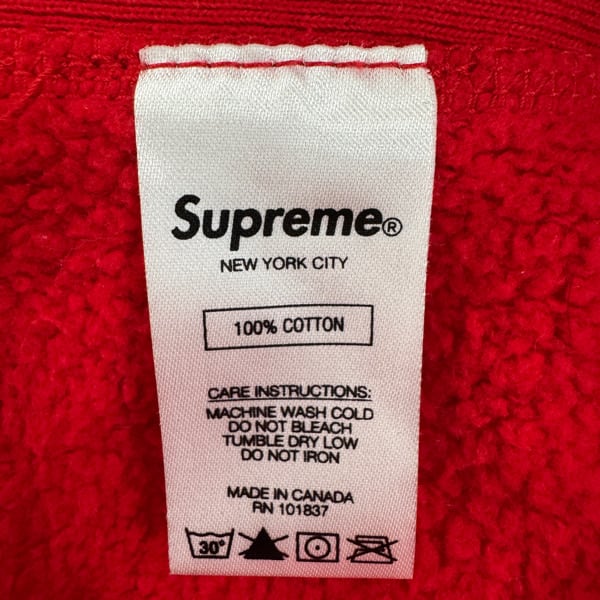 Supreme®
NEW YORK CITY
100% COTTON
CARE INSTRUCTIONS:
MACHINE WASH COLD
DO NOT BLEACH
TUMBLE DRY LOW
DO NOT IRON
MADE IN CANADA
RN 101837
30°